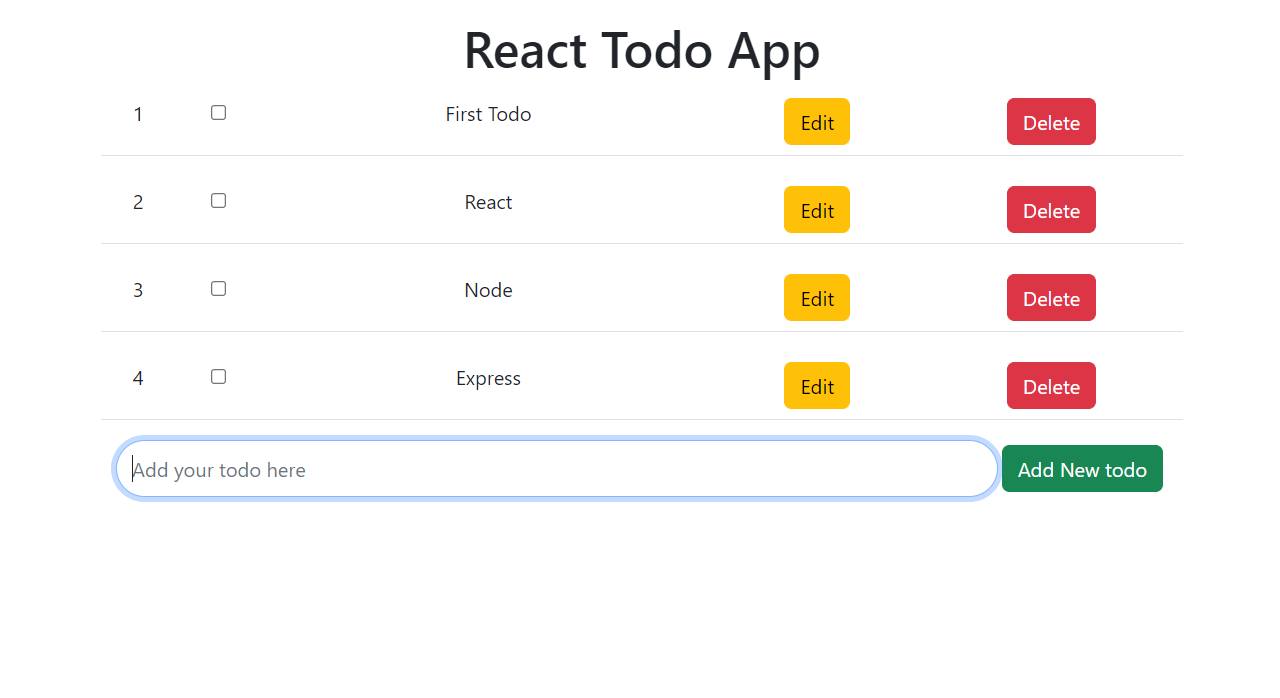 React Todo App
1 First Todo Edit Delete
2 React Edit Delete
3 Node Edit Delete
4 Express Edit Delete
Add your todo here Add New todo